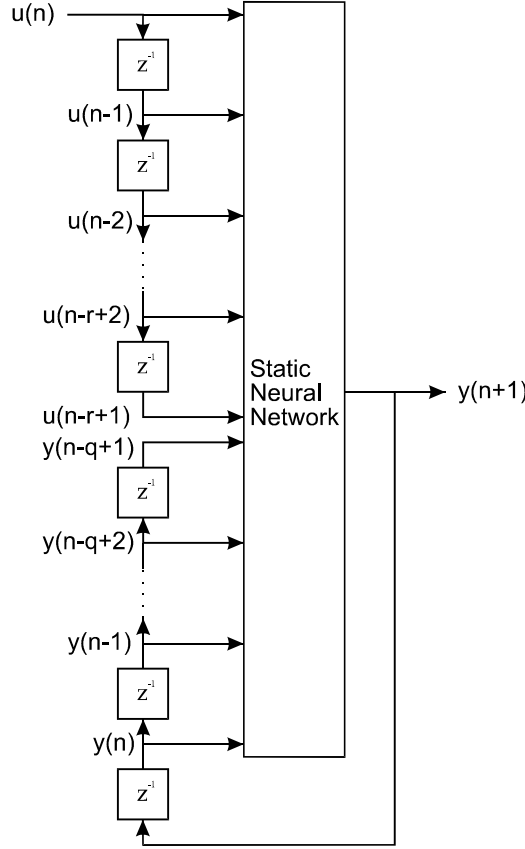 u(n)
z⁻¹
u(n-1)
z⁻¹
u(n-2)
u(n-r+2)
z⁻¹
u(n-r+1)
y(n-q+1)
z⁻¹
y(n-q+2)
y(n-1)
z⁻¹
y(n)
z⁻¹
Static
Neural
Network
y(n+1)